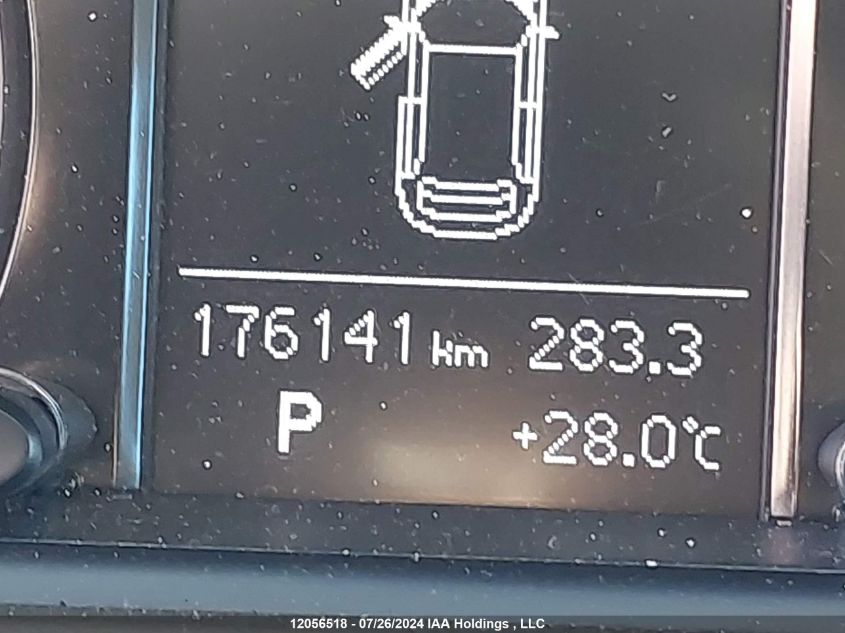 176141 km 283.3
P +28.0°C
12056518 - 07/26/2024 IAA Holdings , LLC